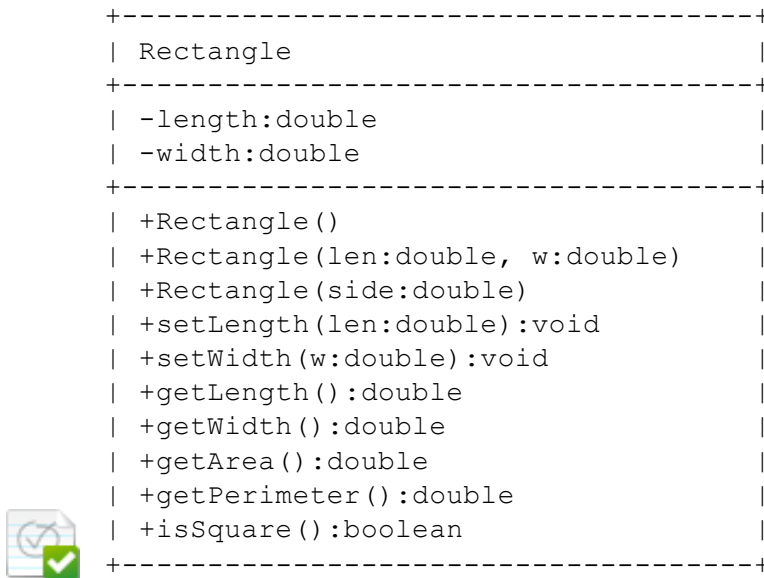 +-------------------------------------+
| Rectangle |
+-------------------------------------+
| -length:double |
| -width:double |
+-------------------------------------+
| +Rectangle() |
| +Rectangle(len:double, w:double) |
| +Rectangle(side:double) |
| +setLength(len:double):void |
| +setWidth(w:double):void |
| +getLength():double |
| +getWidth():double |
| +getArea():double |
| +getPerimeter():double |
| +isSquare():boolean |
+-------------------------------------+